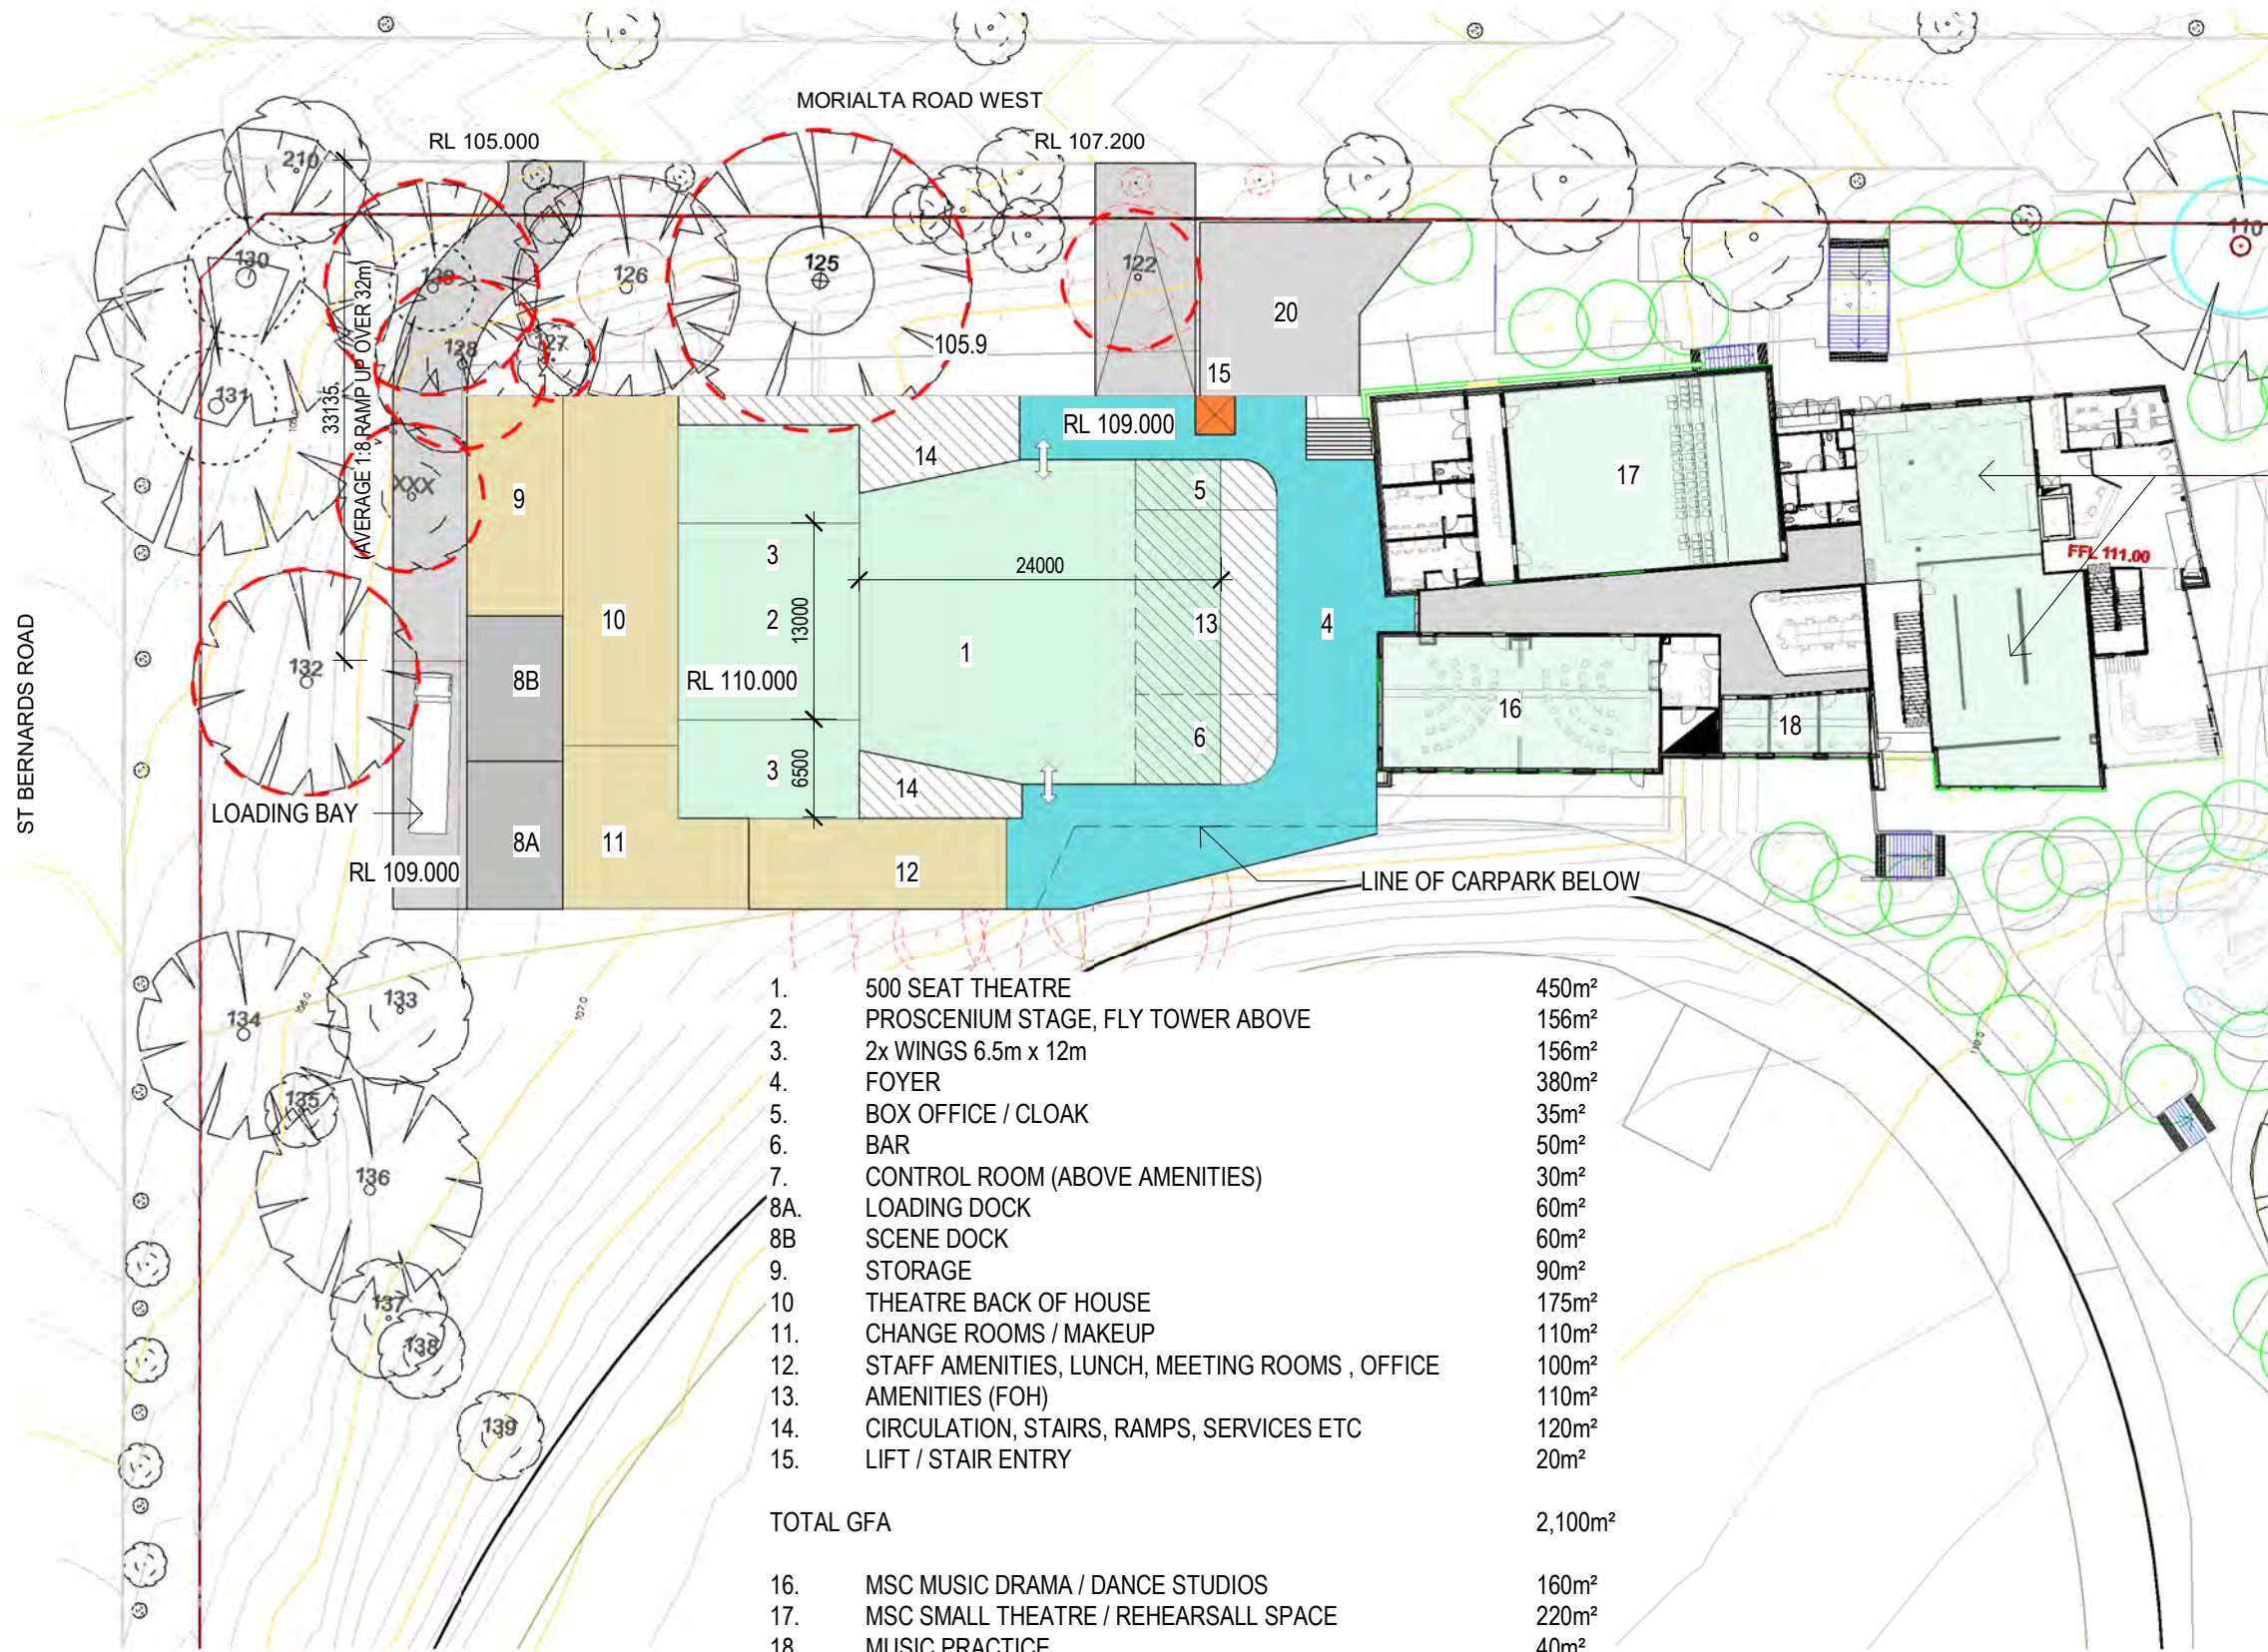 MORIALTA ROAD WEST
RL 105.000
RL 107.200
210
130
129
126
125
122
110
128
127
131
105.9
20
15
33135
(AVERAGE 1:8 RAMP UP OVER 32m)
XXX
RL 109.000
14
9
5
17
3
24000
FFL 111.00
10
2
13000
1
13
4
ST BERNARDS ROAD
132
8B
RL 110.000
16
18
3
6500
6
14
LOADING BAY
8A
11
RL 109.000
12
LINE OF CARPARK BELOW
133
134
107.0
110.0
135
136
137
138
139
1. 500 SEAT THEATRE 450m²
2. PROSCENIUM STAGE, FLY TOWER ABOVE 156m²
3. 2x WINGS 6.5m x 12m 156m²
4. FOYER 380m²
5. BOX OFFICE / CLOAK 35m²
6. BAR 50m²
7. CONTROL ROOM (ABOVE AMENITIES) 30m²
8A. LOADING DOCK 60m²
8B SCENE DOCK 60m²
9. STORAGE 90m²
10 THEATRE BACK OF HOUSE 175m²
11. CHANGE ROOMS / MAKEUP 110m²
12. STAFF AMENITIES, LUNCH, MEETING ROOMS , OFFICE 100m²
13. AMENITIES (FOH) 110m²
14. CIRCULATION, STAIRS, RAMPS, SERVICES ETC 120m²
15. LIFT / STAIR ENTRY 20m²
TOTAL GFA 2,100m²
16. MSC MUSIC DRAMA / DANCE STUDIOS 160m²
17. MSC SMALL THEATRE / REHEARSALL SPACE 220m²
18. MUSIC PRACTICE 40m²